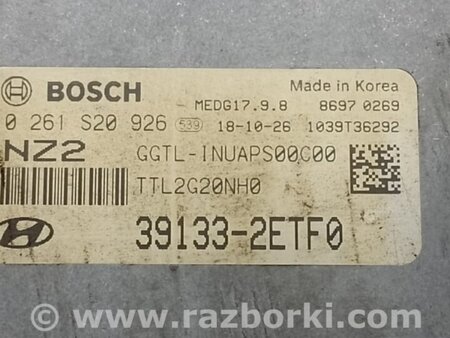 BOSCH
Made in Korea
MEDG17.9.8 8697 0269
0 261 S20 926 539 18-10-26 1039T36292
NZ2 GGTL-INUAPS00C00
TTL2G20NH0
39133-2ETF0
© www.razborki.com